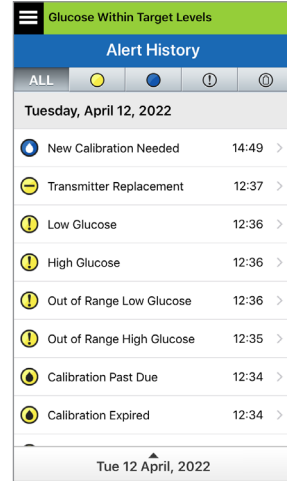 Glucose Within Target Levels
Alert History
ALL
Tuesday, April 12, 2022
New Calibration Needed 14:49
Transmitter Replacement 12:37
Low Glucose 12:36
High Glucose 12:36
Out of Range Low Glucose 12:36
Out of Range High Glucose 12:35
Calibration Past Due 12:34
Calibration Expired 12:34
Tue 12 April, 2022